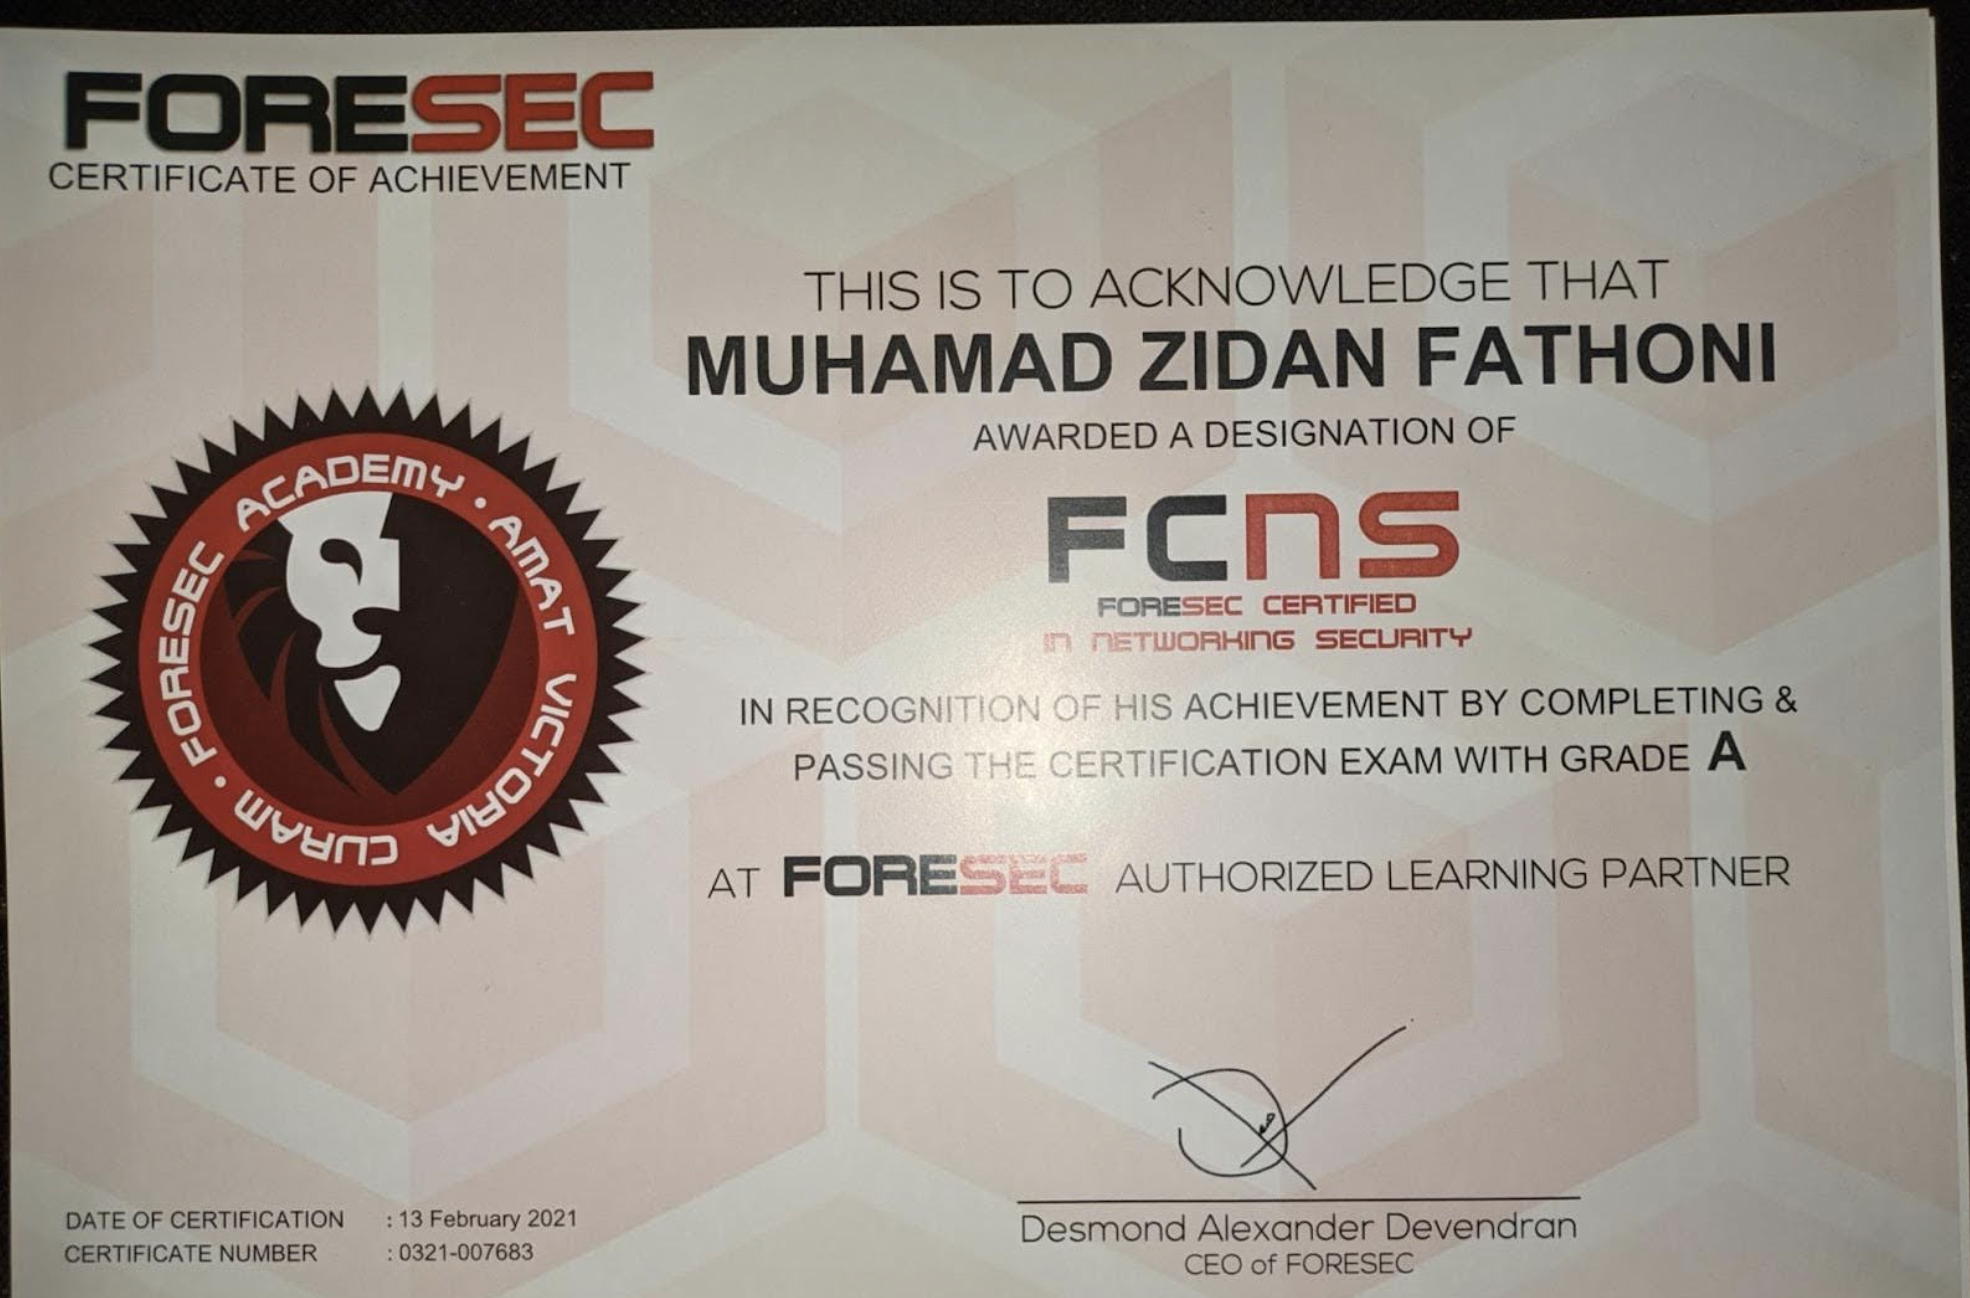 FORESEC
CERTIFICATE OF ACHIEVEMENT
THIS IS TO ACKNOWLEDGE THAT
MUHAMAD ZIDAN FATHONI
AWARDED A DESIGNATION OF
FCNS
FORESEC CERTIFIED
IN NETWORKING SECURITY
IN RECOGNITION OF HIS ACHIEVEMENT BY COMPLETING &
PASSING THE CERTIFICATION EXAM WITH GRADE A
AT FORESEC AUTHORIZED LEARNING PARTNER
FORESEC ACADEMY · AMAT VICTORIA CURAM ·
DATE OF CERTIFICATION : 13 February 2021
CERTIFICATE NUMBER : 0321-007683
Desmond Alexander Devendran
CEO of FORESEC